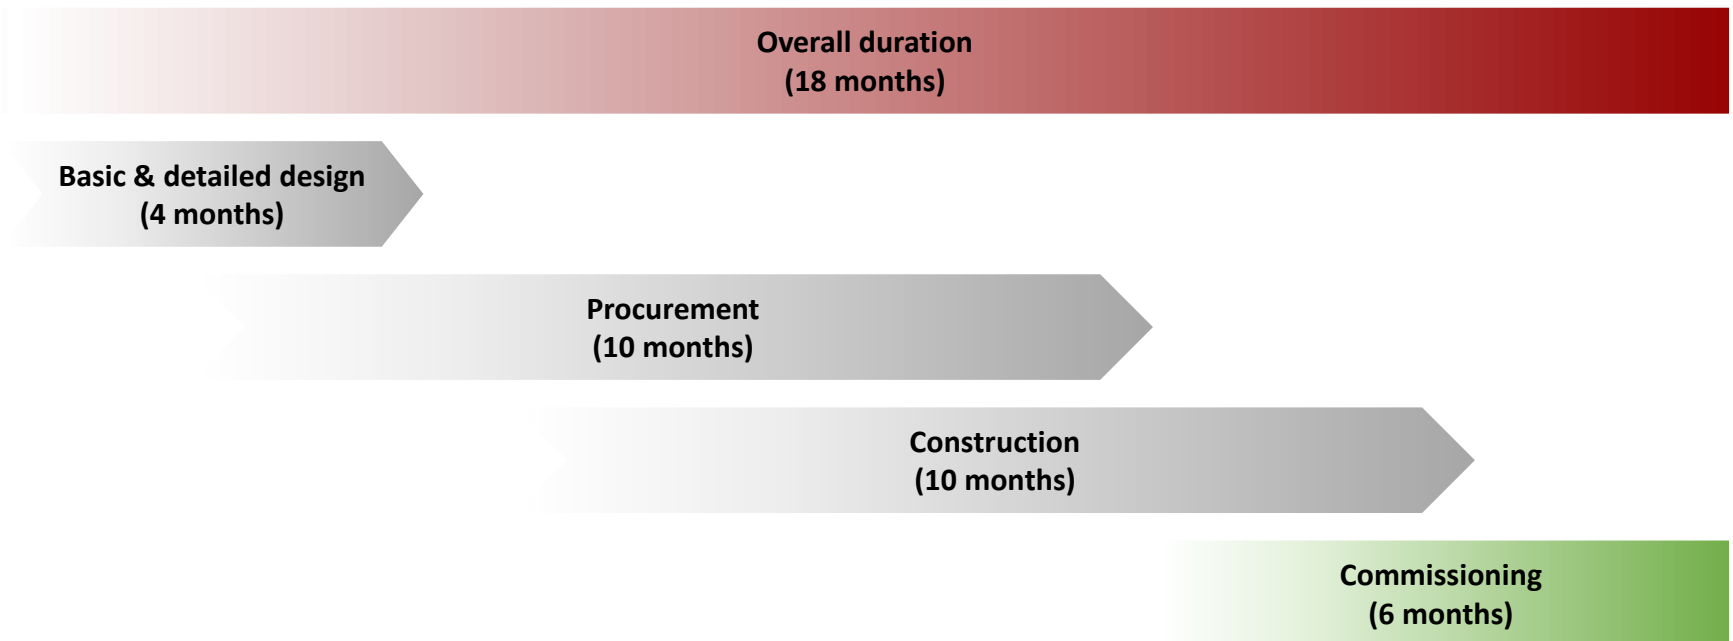 Overall duration
(18 months)
Basic & detailed design
(4 months)
Procurement
(10 months)
Construction
(10 months)
Commissioning
(6 months)